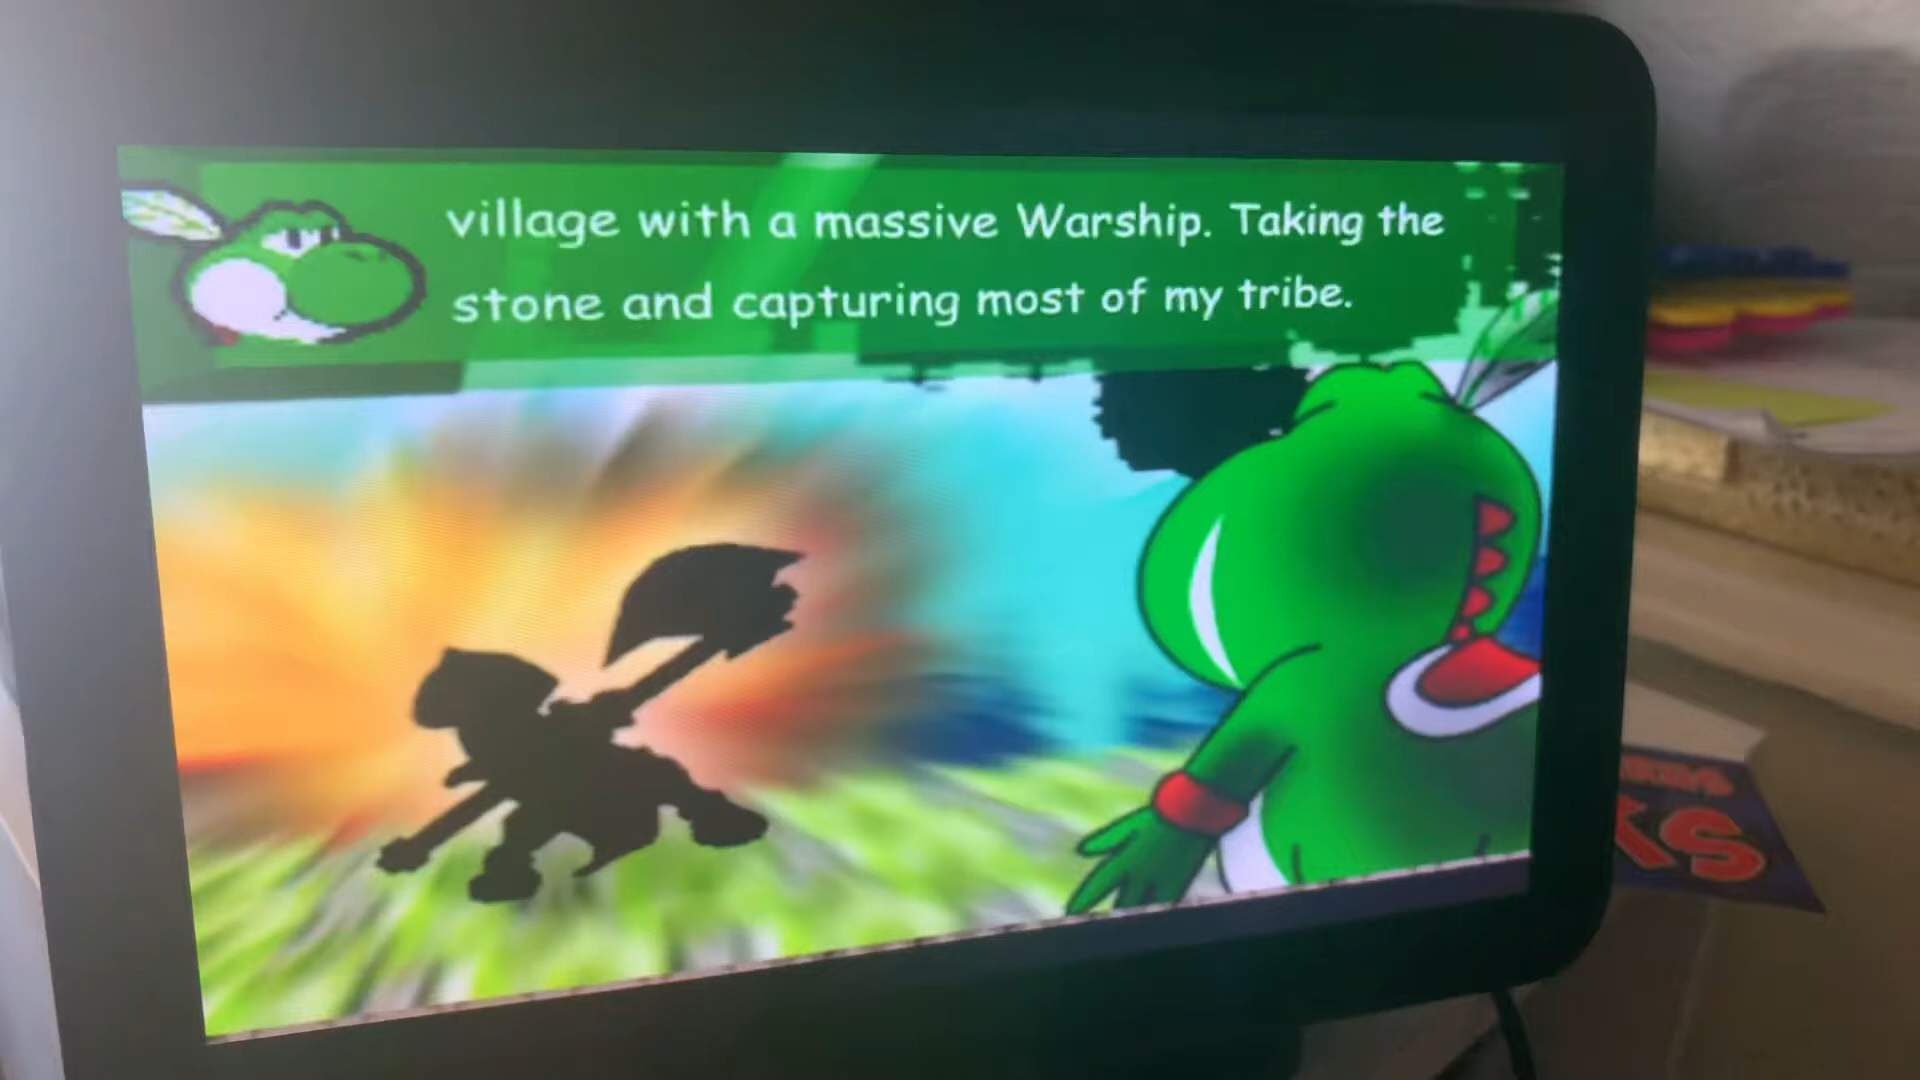 village with a massive Warship. Taking the
stone and capturing most of my tribe.